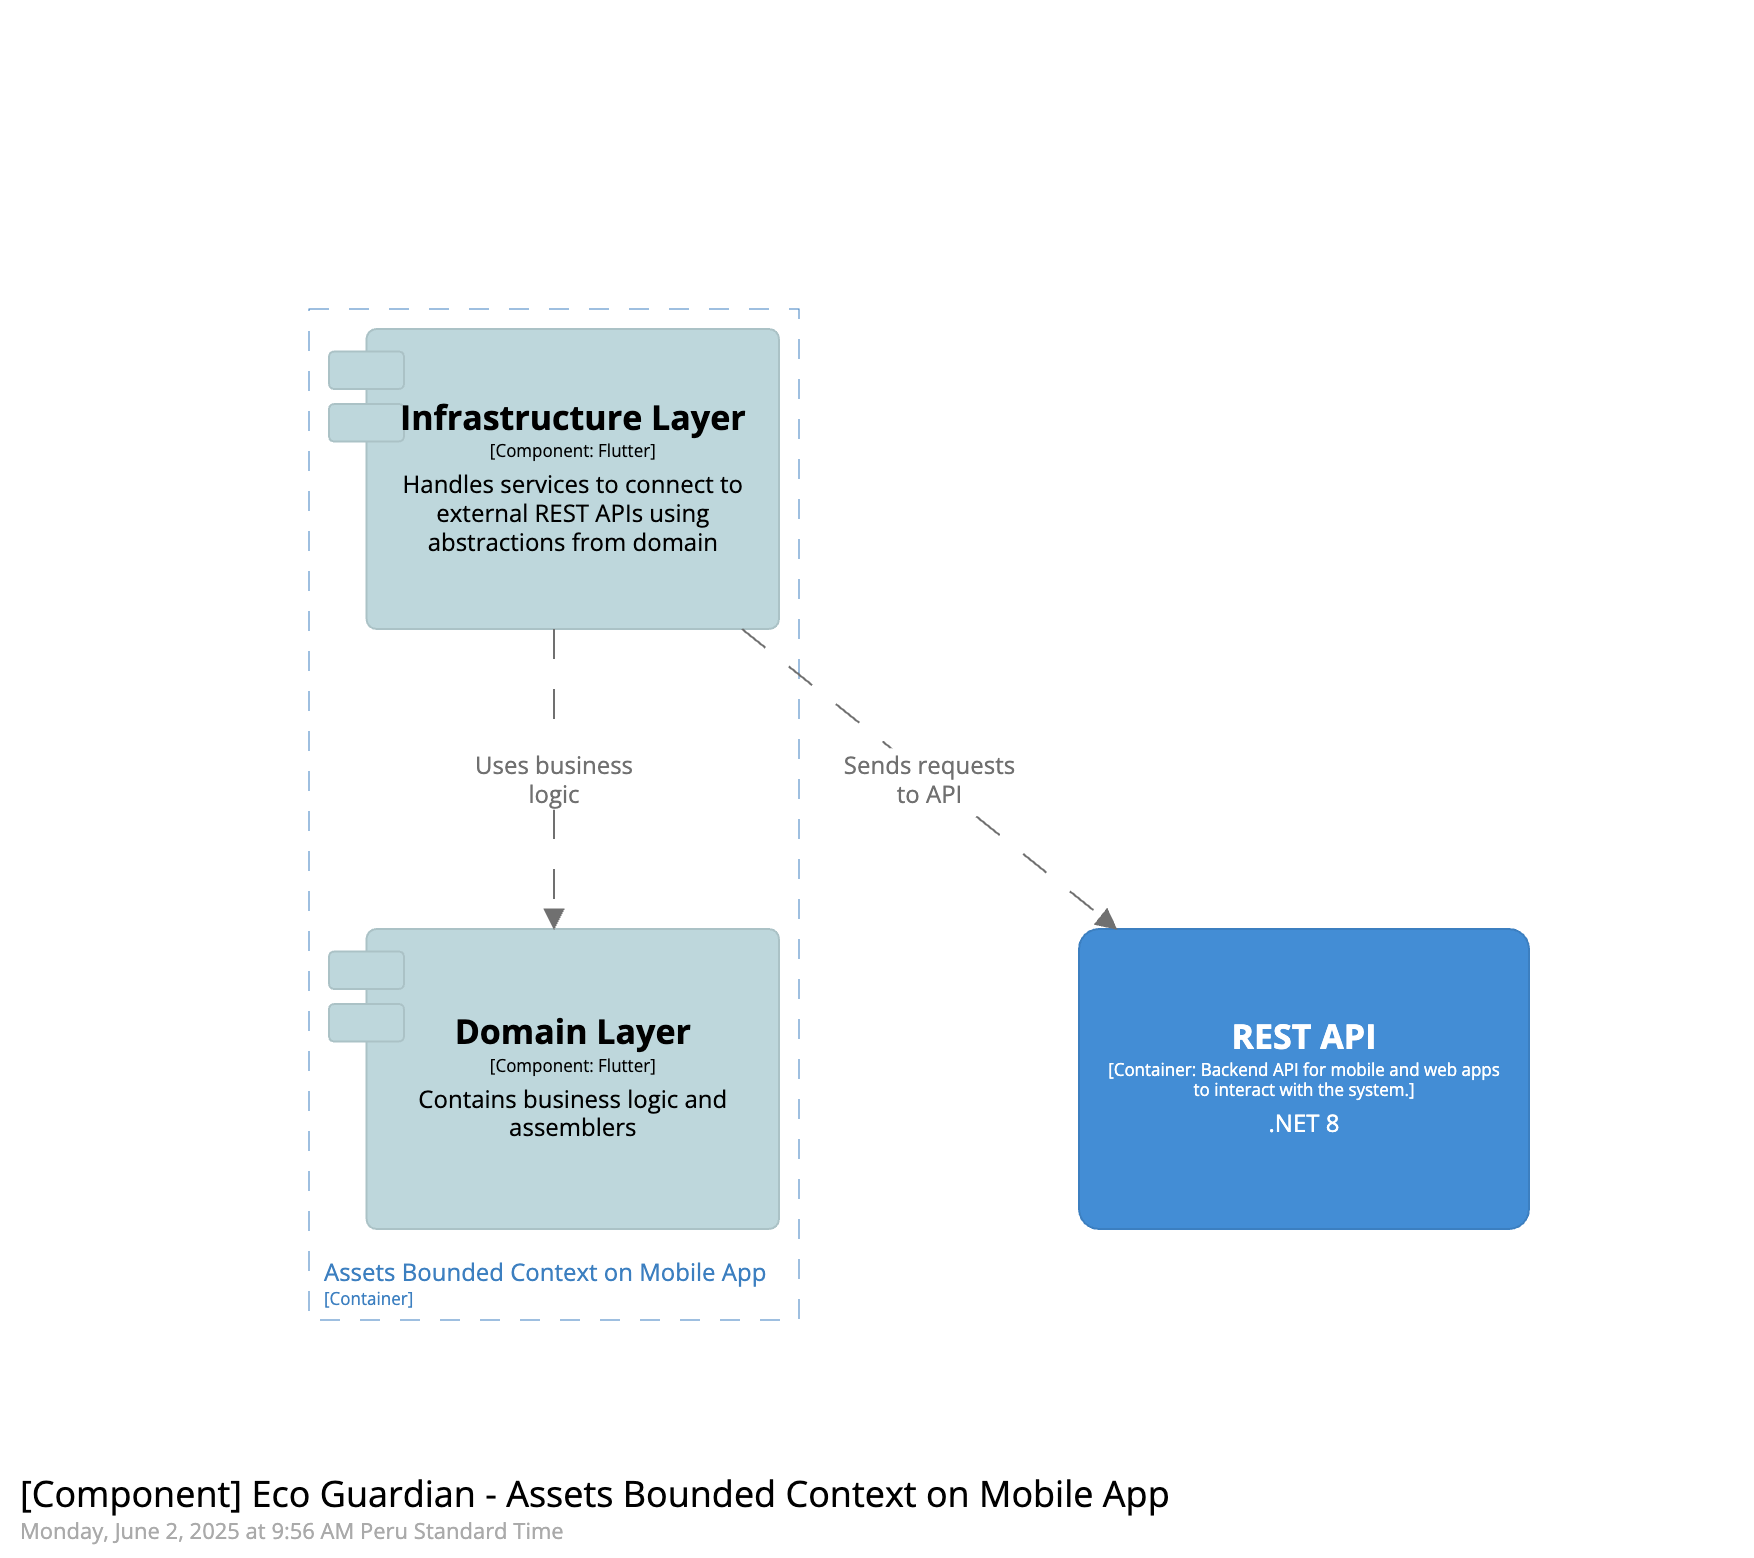 Infrastructure Layer
[Component: Flutter]
Handles services to connect to
external REST APIs using
abstractions from domain
Uses business
logic
Sends requests
to API
Domain Layer
[Component: Flutter]
Contains business logic and
assemblers
REST API
[Container: Backend API for mobile and web apps
to interact with the system.]
.NET 8
Assets Bounded Context on Mobile App
[Container]
[Component] Eco Guardian - Assets Bounded Context on Mobile App
Monday, June 2, 2025 at 9:56 AM Peru Standard Time